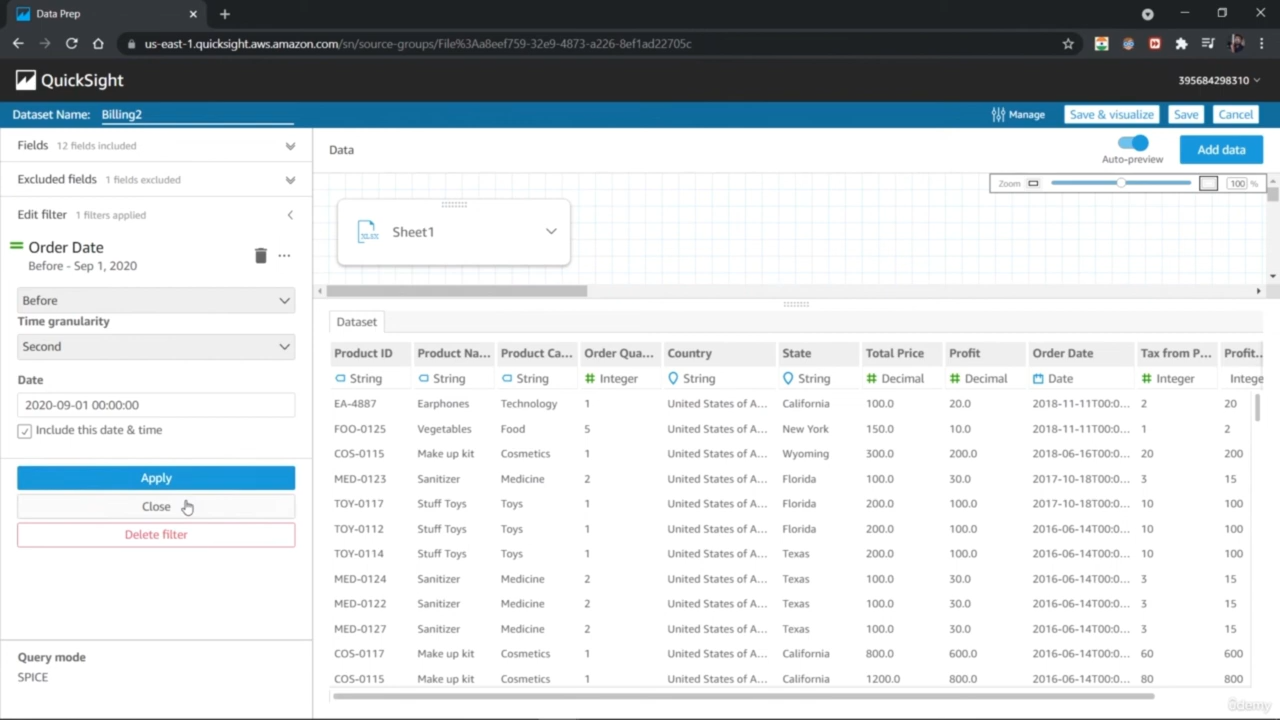 Data Prep
us-east-1.quicksight.aws.amazon.com/sn/source-groups/File%3Aa8eef759-32e9-4873-a226-8ef1ad22705c
QuickSight
395684298310
Dataset Name: Billing2
Manage Save & visualize Save Cancel
Fields 12 fields included
Excluded fields 1 fields excluded
Edit filter 1 filters applied
Order Date
Before - Sep 1, 2020
Before
Time granularity
Second
Date
2020-09-01 00:00:00
Include this date & time
Apply
Close
Delete filter
Query mode
SPICE
Data
Auto-preview
Add data
Zoom 100 %
Sheet1
Dataset
Product ID Product Na... Product Ca... Order Qua... Country State Total Price Profit Order Date Tax from P... Profit...
String String String Integer String String Decimal Decimal Date Integer Intege
EA-4887 Earphones Technology 1 United States of A... California 100.0 20.0 2018-11-11T00:0... 2 20
FOO-0125 Vegetables Food 5 United States of A... New York 150.0 10.0 2018-11-11T00:0... 1 2
COS-0115 Make up kit Cosmetics 1 United States of A... Wyoming 300.0 200.0 2018-06-16T00:0... 20 200
MED-0123 Sanitizer Medicine 2 United States of A... Florida 100.0 30.0 2017-10-18T00:0... 3 15
TOY-0117 Stuff Toys Toys 1 United States of A... Florida 200.0 100.0 2017-10-18T00:0... 10 100
TOY-0112 Stuff Toys Toys 1 United States of A... Florida 200.0 100.0 2016-06-14T00:0... 10 100
TOY-0114 Stuff Toys Toys 1 United States of A... Texas 200.0 100.0 2016-06-14T00:0... 10 100
MED-0124 Sanitizer Medicine 2 United States of A... Texas 100.0 30.0 2016-06-14T00:0... 3 15
MED-0122 Sanitizer Medicine 2 United States of A... Texas 100.0 30.0 2016-06-14T00:0... 3 15
MED-0127 Sanitizer Medicine 2 United States of A... Texas 100.0 30.0 2016-06-14T00:0... 3 15
COS-0117 Make up kit Cosmetics 1 United States of A... California 800.0 600.0 2016-06-14T00:0... 60 600
COS-0115 Make up kit Cosmetics 1 United States of A... California 1200.0 800.0 2016-06-14T00:0... 80 800
ûdemy